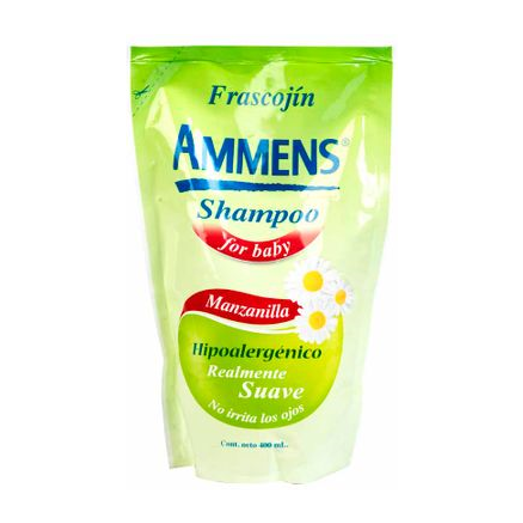 Frascojín
AMMENS®
Shampoo
for baby
Manzanilla
Hipoalergénico
Realmente
Suave
No irrita los ojos
Cont. neto 400 ml..